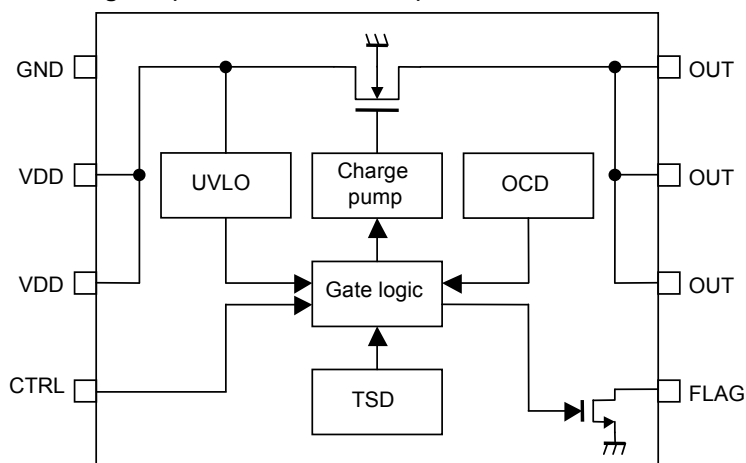 GND
OUT
VDD
UVLO
Charge
pump
OCD
OUT
VDD
Gate logic
OUT
CTRL
TSD
FLAG